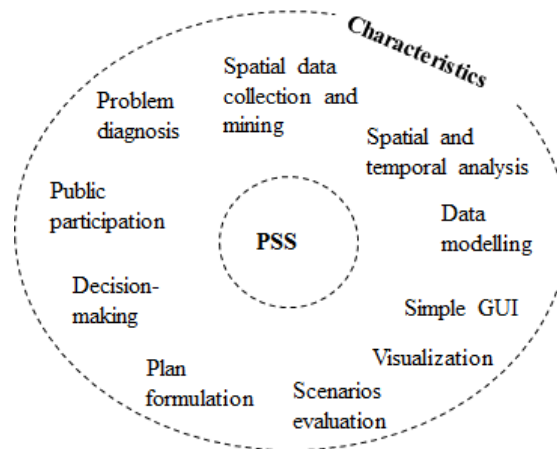 Characteristics
Spatial data
collection and
mining
Problem
diagnosis
Spatial and
temporal analysis
Public
participation
PSS
Data
modelling
Decision-
making
Simple GUI
Visualization
Plan
formulation
Scenarios
evaluation